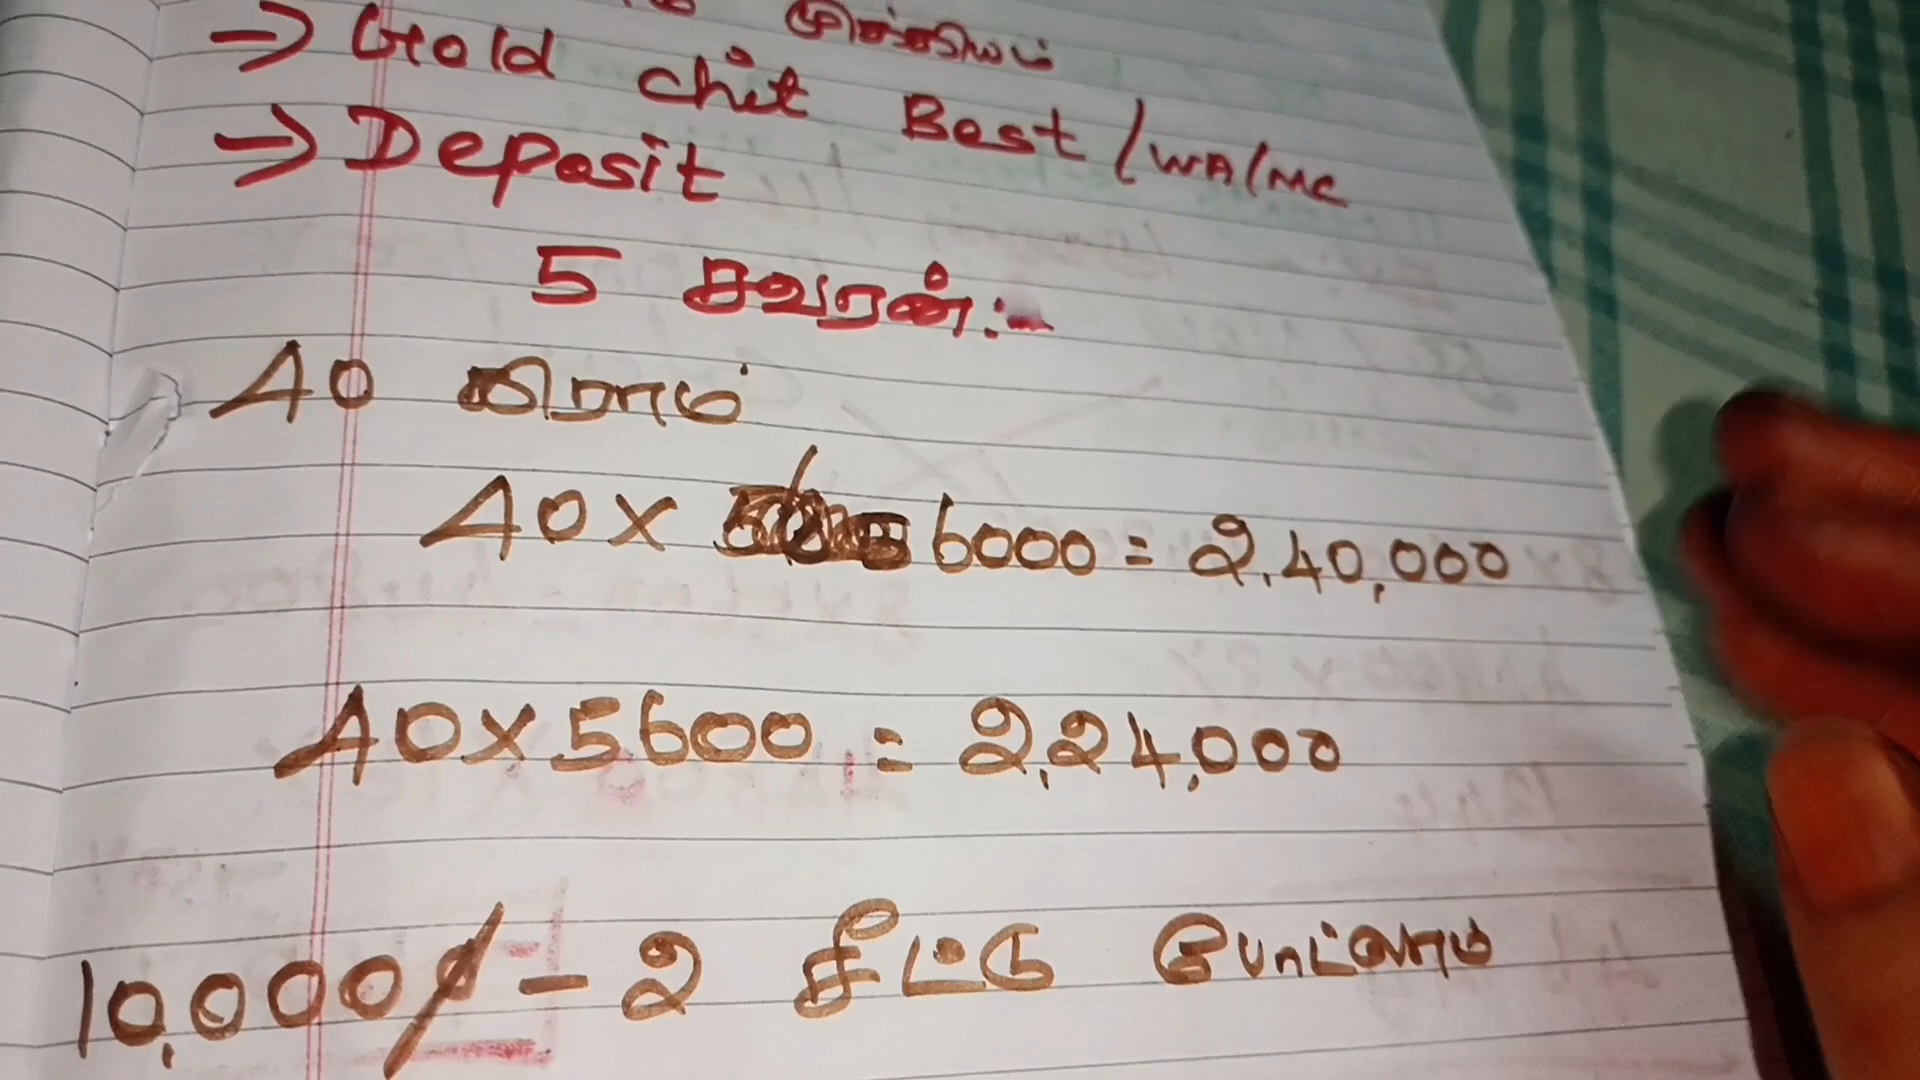 முக்கியம்
→ Gold chit Best / WA / MC
→ Deposit
5 சவரன் :-
40 கிராம்
40 x 6000 = 2,40,000
40 x 5600 = 2,24,000
10,000/- 2 சீட்டு போட்லாம்